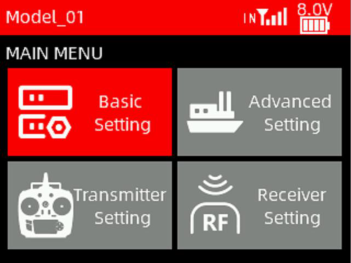 Model_01
IN
8.0V
MAIN MENU
Basic
Setting
Advanced
Setting
Transmitter
Setting
RF
Receiver
Setting